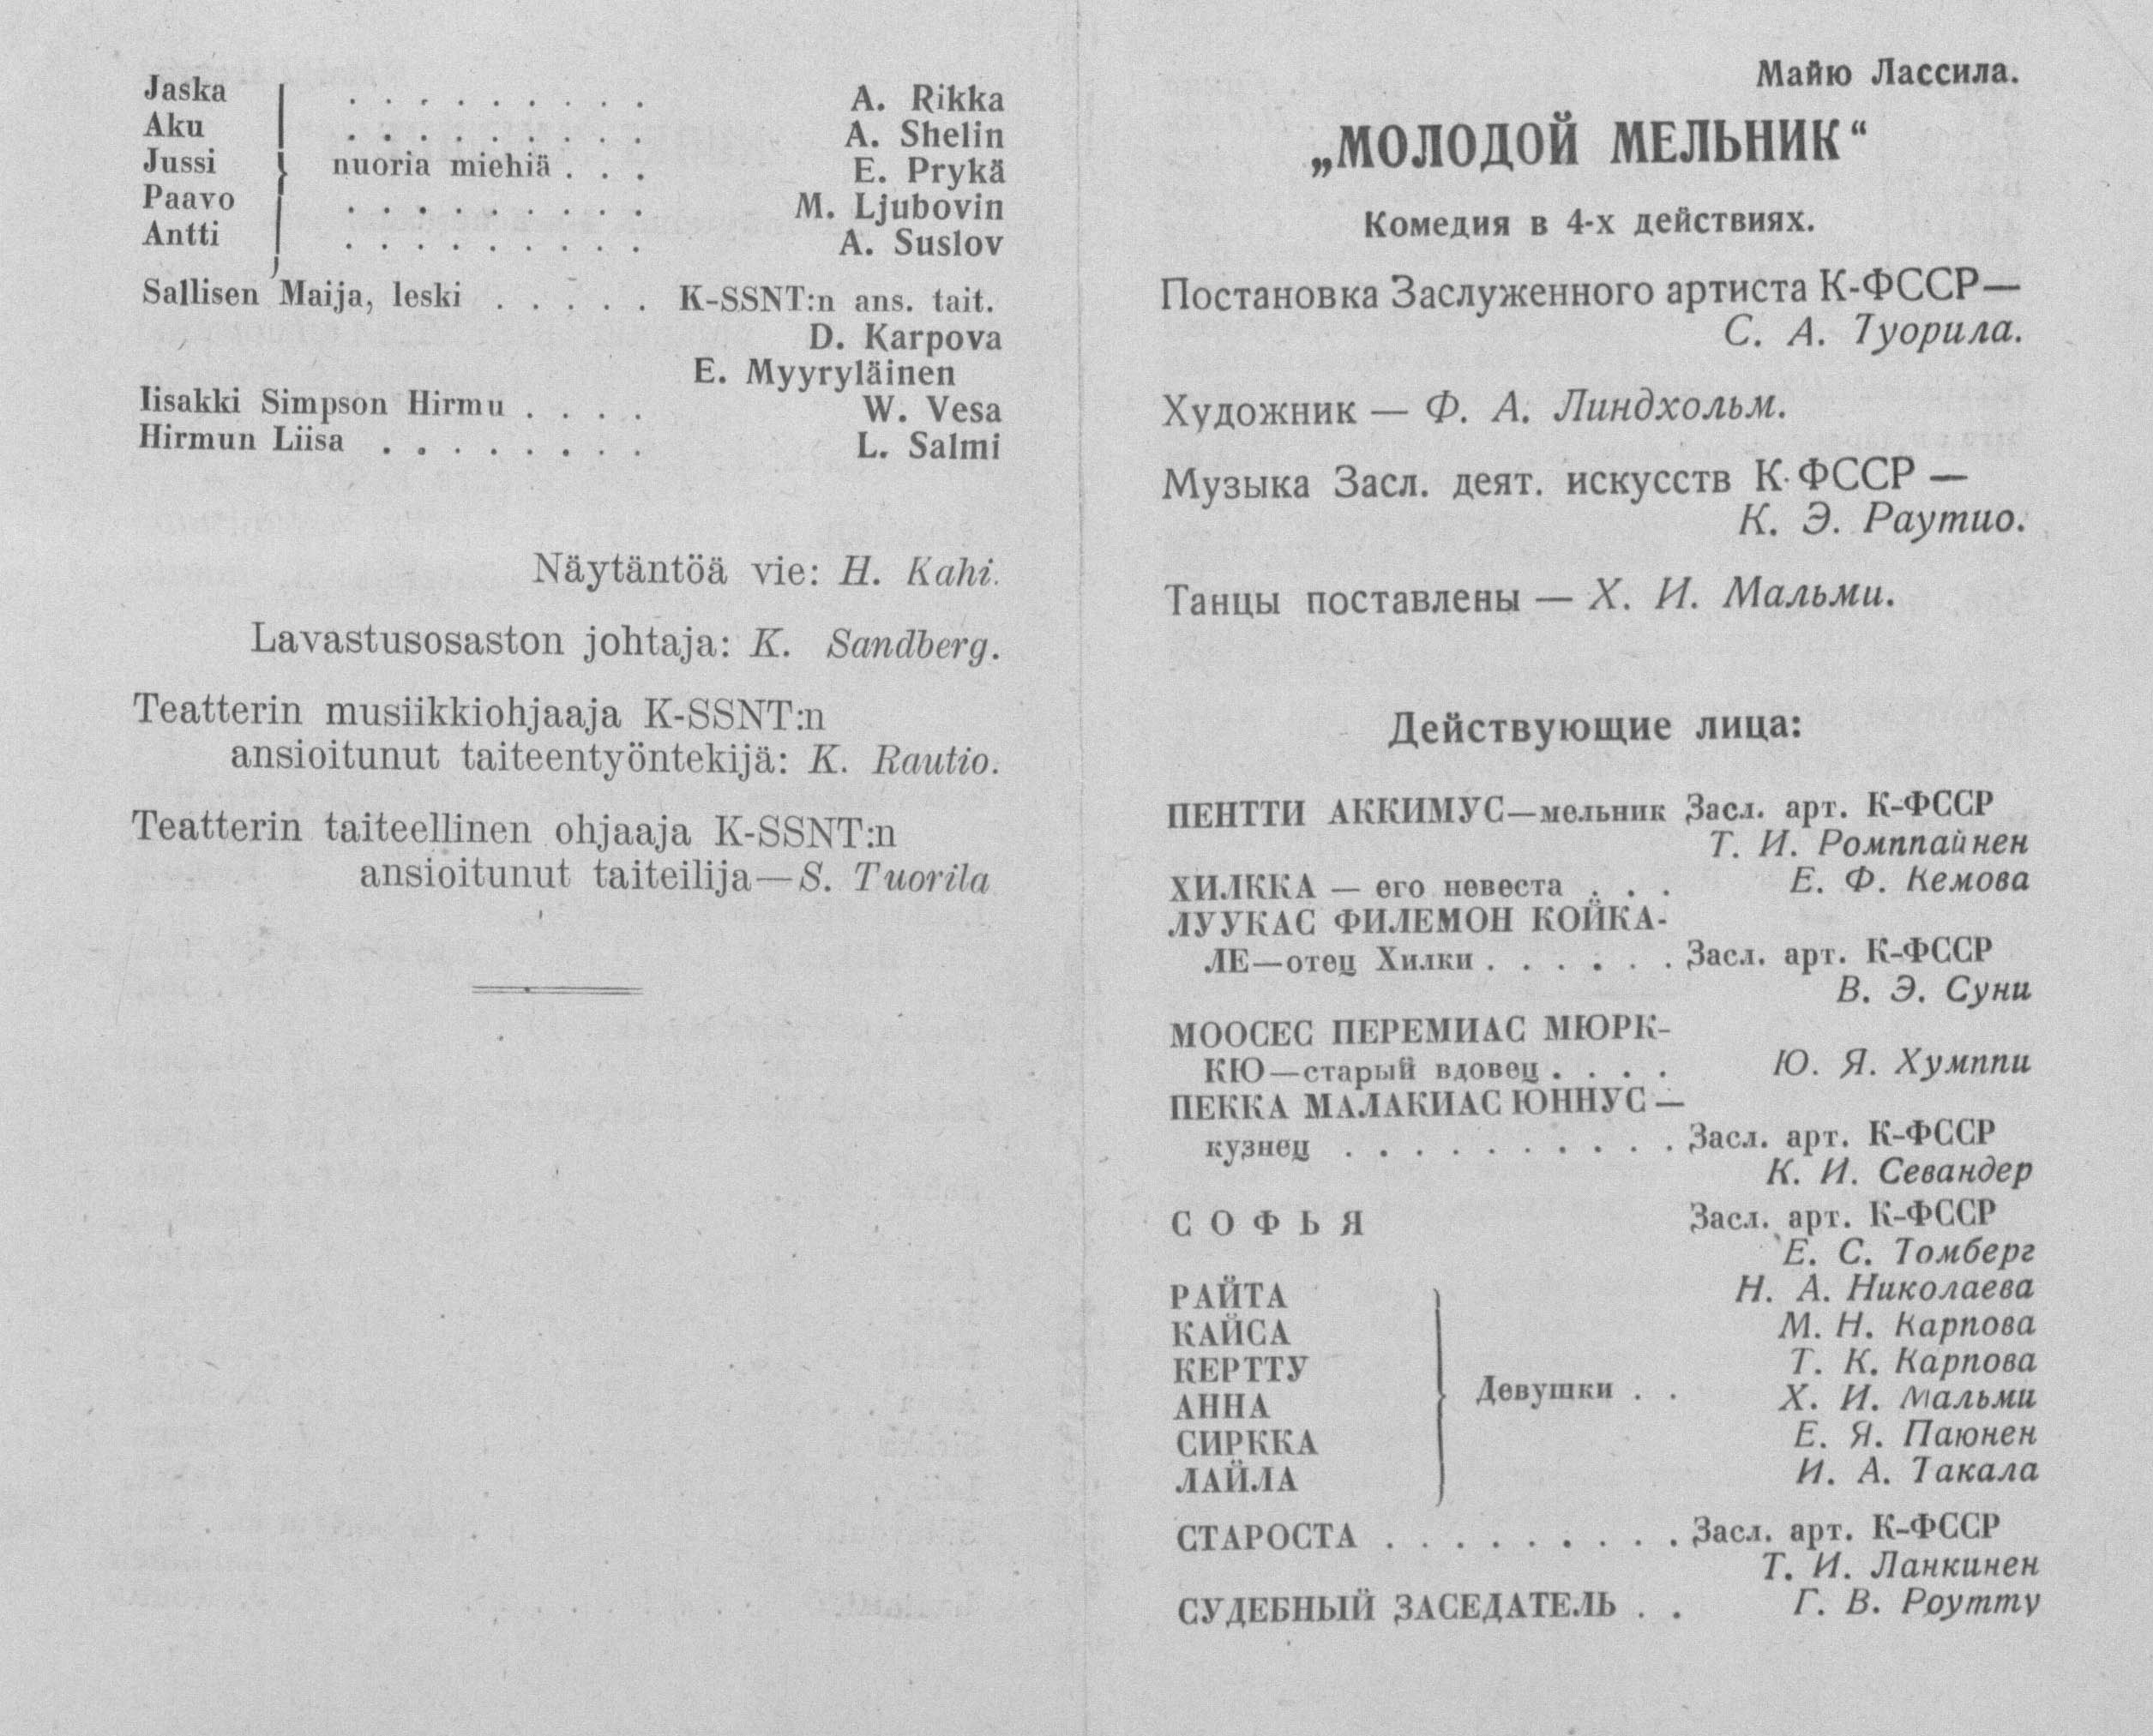 Jaska . . . . . . . . . A. Rikka
Aku . . . . . . . . . A. Shelin
Jussi } nuoria miehiä . . . E. Prykä
Paavo . . . . . . . . . M. Ljubovin
Antti . . . . . . . . . A. Suslov
Sallisen Maija, leski . . . . . K-SSNT:n ans. tait.
D. Karpova
E. Myyryläinen
Iisakki Simpson Hirmu . . . . W. Vesa
Hirmun Liisa . . . . . . . . L. Salmi
Näytäntöä vie: H. Kahi.
Lavastusosaston johtaja: K. Sandberg.
Teatterin musiikkiohjaaja K-SSNT:n
ansioitunut taiteentyöntekijä: K. Rautio.
Teatterin taiteellinen ohjaaja K-SSNT:n
ansioitunut taiteilija—S. Tuorila
Майю Лассила.
„МОЛОДОЙ МЕЛЬНИК“
Комедия в 4-х действиях.
Постановка Заслуженного артиста К-ФССР—
С. А. Туорила.
Художник — Ф. А. Линдхольм.
Музыка Засл. деят. искусств К-ФССР —
К. Э. Раутио.
Танцы поставлены — Х. И. Мальми.
Действующие лица:
ПЕНТТИ АККИМУС—мельник Засл. арт. К-ФССР
Т. И. Ромппайнен
ХИЛККА — его невеста . . . Е. Ф. Кемова
ЛУУКАС ФИЛЕМОН КОЙКА-
ЛЕ—отец Хилки . . . . . . Засл. арт. К-ФССР
В. Э. Суни
МООСЕС ПЕРЕМИАС МЮРК-
КЮ—старый вдовец . . . . Ю. Я. Хумппи
ПЕККА МАЛАКИАС ЮННУС —
кузнец . . . . . . . . . . Засл. арт. К-ФССР
К. И. Севандер
СОФЬЯ Засл. арт. К-ФССР
Е. С. Томберг
РАЙТА Н. А. Николаева
КАЙСА М. Н. Карпова
КЕРТТУ Т. К. Карпова
АННА } Девушки . . Х. И. Мальми
СИРККА Е. Я. Паюнен
ЛАЙЛА И. А. Такала
СТАРОСТА . . . . . . . . . Засл. арт. К-ФССР
Т. И. Ланкинен
СУДЕБНЫЙ ЗАСЕДАТЕЛЬ . . Г. В. Роутту